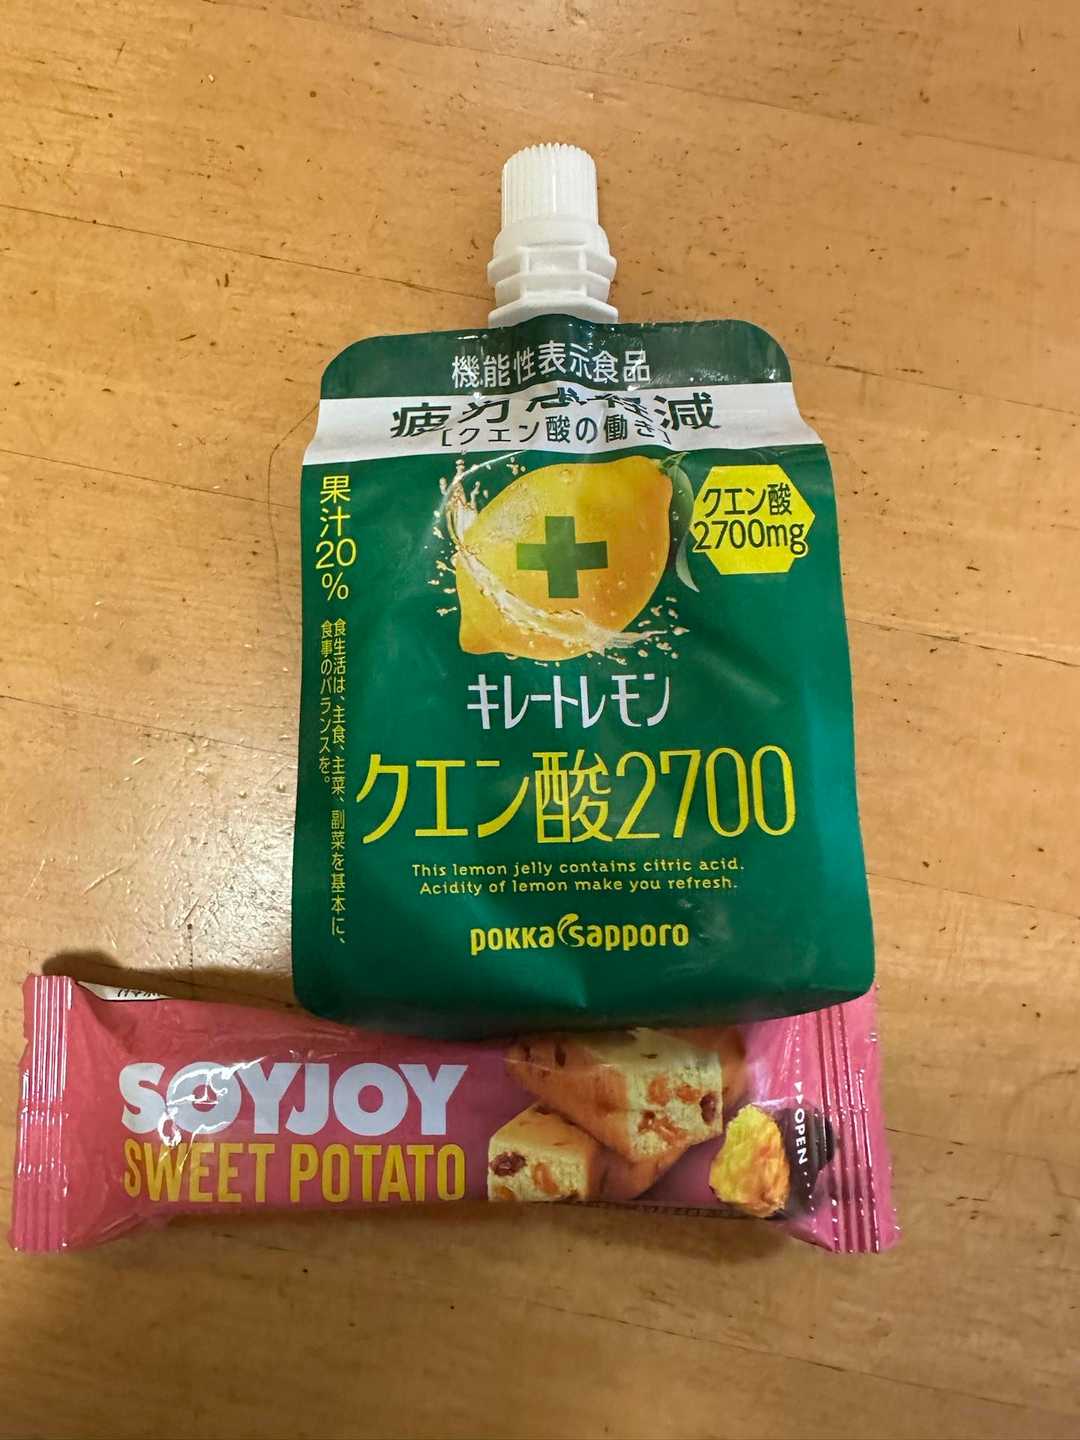 機能性表示食品
疲労感軽減
[クエン酸の働き]
果汁20%
クエン酸
2700mg
食生活は、主食、主菜、副菜を基本に、
食事のバランスを。
キレートレモン
クエン酸2700
This lemon jelly contains citric acid.
Acidity of lemon make you refresh.
pokka sapporo
SOYJOY
SWEET POTATO
OPEN